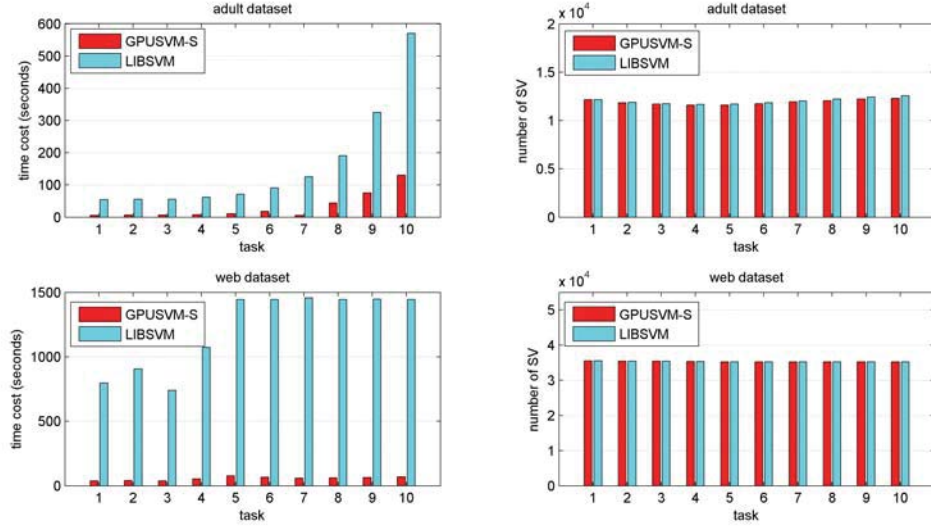 adult dataset
time cost (seconds)
600
500
400
300
200
100
0
GPUSVM-S
LIBSVM
1 2 3 4 5 6 7 8 9 10
task
adult dataset
x 10^4
number of SV
2
1.5
1
0.5
0
GPUSVM-S
LIBSVM
1 2 3 4 5 6 7 8 9 10
task
web dataset
time cost (seconds)
1500
1000
500
0
GPUSVM-S
LIBSVM
1 2 3 4 5 6 7 8 9 10
task
web dataset
x 10^4
number of SV
5
4
3
2
1
0
GPUSVM-S
LIBSVM
1 2 3 4 5 6 7 8 9 10
task